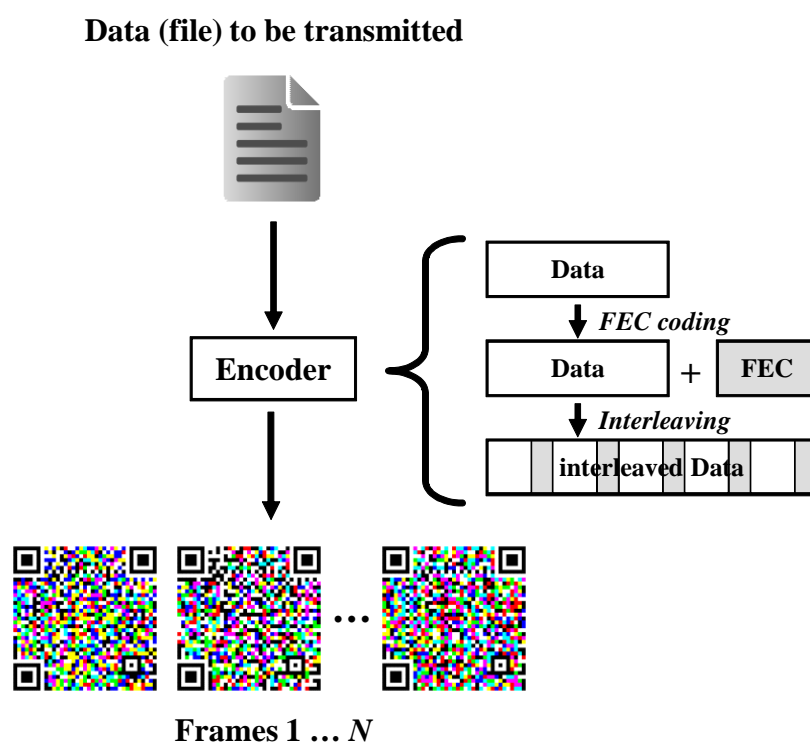 Data (file) to be transmitted
Data
FEC coding
Encoder
Data + FEC
Interleaving
interleaved Data
...
Frames 1 ... N